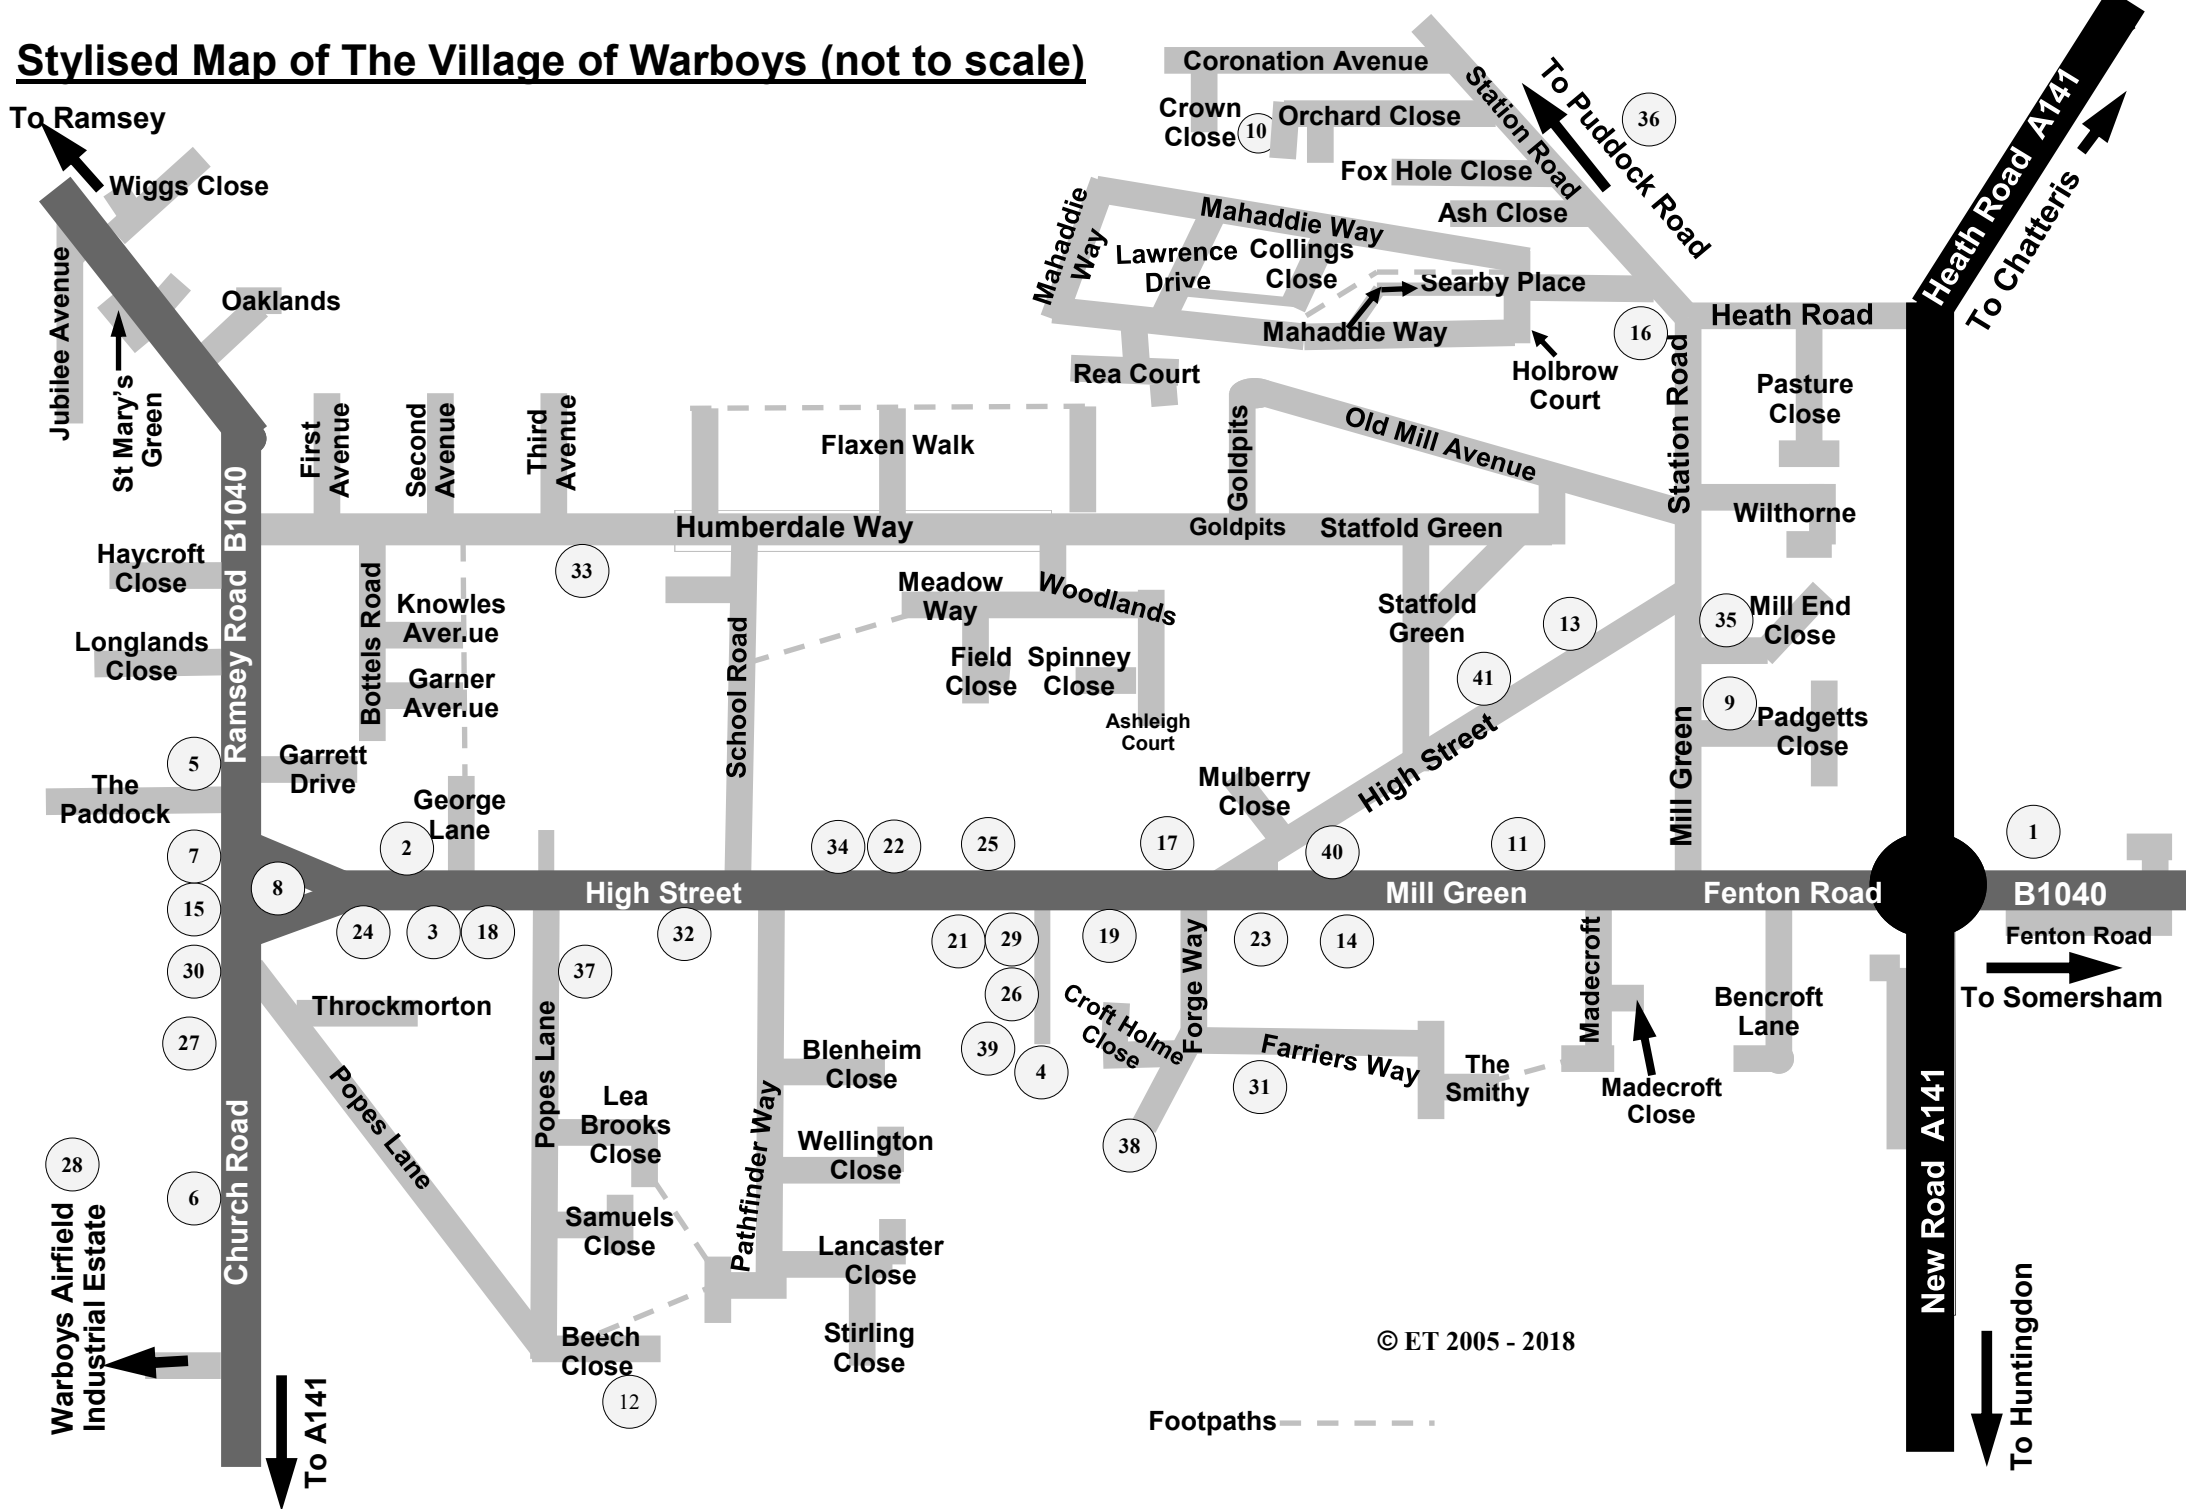 Stylised Map of The Village of Warboys (not to scale)
To Ramsey
Wiggs Close
Jubilee Avenue
St Mary's
Green
Oaklands
Coronation Avenue
Crown
Close
10
Orchard Close
Fox Hole Close
Ash Close
Station Road
To Puddock Road
36
Heath Road A141
To Chatteris
Mahaddie
Way
Mahaddie Way
Lawrence
Drive
Collings
Close
Searby Place
Mahaddie Way
Rea Court
Holbrow
Court
16
Heath Road
Station Road
Pasture
Close
First
Avenue
Second
Avenue
Third
Avenue
Flaxen Walk
Goldpits
Old Mill Avenue
Ramsey Road B1040
Humberdale Way
Goldpits
Statfold Green
Wilthorne
Haycroft
Close
Longlands
Close
Bottels Road
Knowles
Avenue
Garner
Avenue
33
School Road
Meadow
Way
Woodlands
Field
Close
Spinney
Close
Ashleigh
Court
Statfold
Green
13
41
35
Mill End
Close
9
Padgetts
Close
Mill Green
5
The
Paddock
Garrett
Drive
George
Lane
Mulberry
Close
High Street
7
8
2
34
22
25
17
40
11
1
15
High Street
Mill Green
Fenton Road
B1040
24
3
18
32
21
29
19
23
14
Fenton Road
To Somersham
30
37
26
27
Throckmorton
39
4
Croft Holme
Close
Forge Way
Farriers Way
31
38
The
Smithy
Madecroft
Madecroft
Close
Bencroft
Lane
Popes Lane
Popes Lane
Lea
Brooks
Close
Samuels
Close
Pathfinder Way
Blenheim
Close
Wellington
Close
Lancaster
Close
Stirling
Close
28
Warboys Airfield
Industrial Estate
6
Church Road
To A141
Beech
Close
12
New Road A141
To Huntingdon
© ET 2005 - 2018
Footpaths